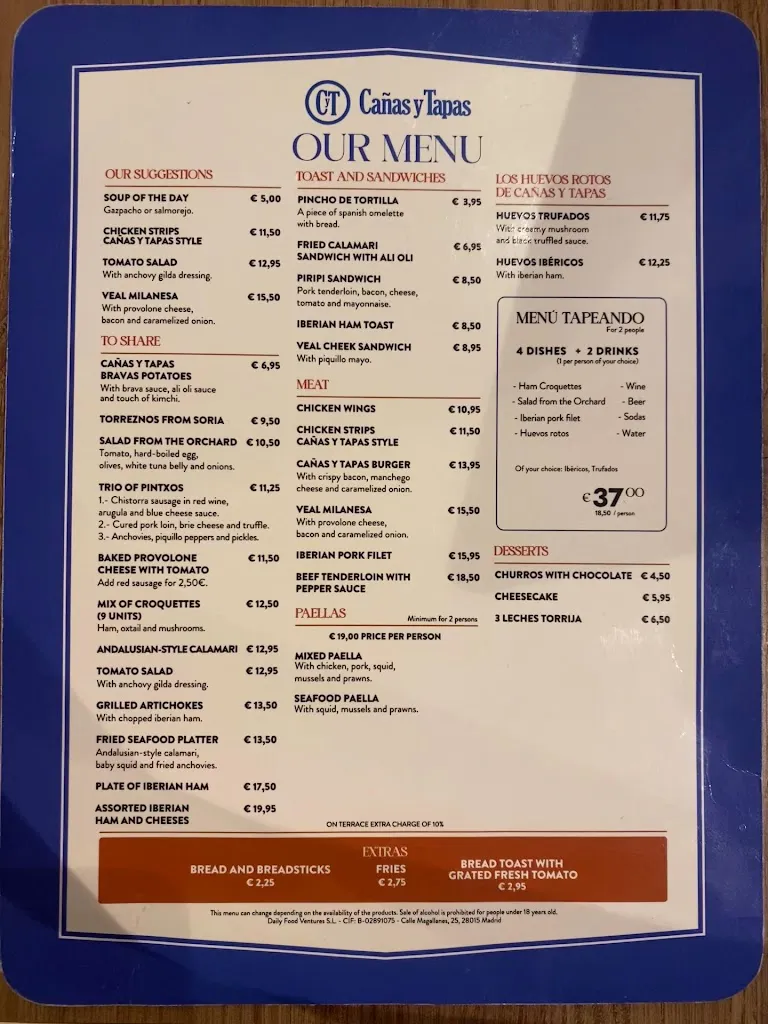 CyT Cañas y Tapas
OUR MENU
OUR SUGGESTIONS
SOUP OF THE DAY € 5,00
Gazpacho or salmorejo.
CHICKEN STRIPS € 11,50
CAÑAS Y TAPAS STYLE
TOMATO SALAD € 12,95
With anchovy gilda dressing.
VEAL MILANESA € 15,50
With provolone cheese,
bacon and caramelized onion.
TO SHARE
CAÑAS Y TAPAS € 6,95
BRAVAS POTATOES
With brava sauce, ali oli sauce
and touch of kimchi.
TORREZNOS FROM SORIA € 9,50
SALAD FROM THE ORCHARD € 10,50
Tomato, hard-boiled egg,
olives, white tuna belly and onions.
TRIO OF PINTXOS € 11,25
1.- Chistorra sausage in red wine,
arugula and blue cheese sauce.
2.- Cured pork loin, brie cheese and truffle.
3.- Anchovies, piquillo peppers and pickles.
BAKED PROVOLONE € 11,50
CHEESE WITH TOMATO
Add red sausage for 2,50€.
MIX OF CROQUETTES € 12,50
(9 UNITS)
Ham, oxtail and mushrooms.
ANDALUSIAN-STYLE CALAMARI € 12,95
TOMATO SALAD € 12,95
With anchovy gilda dressing.
GRILLED ARTICHOKES € 13,50
With chopped iberian ham.
FRIED SEAFOOD PLATTER € 13,50
Andalusian-style calamari,
baby squid and fried anchovies.
PLATE OF IBERIAN HAM € 17,50
ASSORTED IBERIAN € 19,95
HAM AND CHEESES
TOAST AND SANDWICHES
PINCHO DE TORTILLA € 3,95
A piece of spanish omelette
with bread.
FRIED CALAMARI € 6,95
SANDWICH WITH ALI OLI
PIRIPI SANDWICH € 8,50
Pork tenderloin, bacon, cheese,
tomato and mayonnaise.
IBERIAN HAM TOAST € 8,50
VEAL CHEEK SANDWICH € 8,95
With piquillo mayo.
MEAT
CHICKEN WINGS € 10,95
CHICKEN STRIPS € 11,50
CAÑAS Y TAPAS STYLE
CAÑAS Y TAPAS BURGER € 13,95
With crispy bacon, manchego
cheese and caramelized onion.
VEAL MILANESA € 15,50
With provolone cheese,
bacon and caramelized onion.
IBERIAN PORK FILET € 15,95
BEEF TENDERLOIN WITH € 18,50
PEPPER SAUCE
PAELLAS Minimum for 2 persons
€ 19,00 PRICE PER PERSON
MIXED PAELLA
With chicken, pork, squid,
mussels and prawns.
SEAFOOD PAELLA
With squid, mussels and prawns.
LOS HUEVOS ROTOS
DE CAÑAS Y TAPAS
HUEVOS TRUFADOS € 11,75
With creamy mushroom
and black truffled sauce.
HUEVOS IBÉRICOS € 12,25
With iberian ham.
MENÚ TAPEANDO
For 2 people
4 DISHES + 2 DRINKS
(1 per person of your choice)
- Ham Croquettes - Wine
- Salad from the Orchard - Beer
- Iberian pork filet - Sodas
- Huevos rotos - Water
Of your choice: Ibéricos, Trufados
€ 37 00
18,50 / person
DESSERTS
CHURROS WITH CHOCOLATE € 4,50
CHEESECAKE € 5,95
3 LECHES TORRIJA € 6,50
ON TERRACE EXTRA CHARGE OF 10%
EXTRAS
BREAD AND BREADSTICKS
€ 2,25
FRIES
€ 2,75
BREAD TOAST WITH
GRATED FRESH TOMATO
€ 2,95
This menu can change depending on the availability of the products. Sale of alcohol is prohibited for people under 18 years old.
Daily Food Ventures S.L. - CIF: B-02891075 - Calle Magallanes, 25, 28015 Madrid